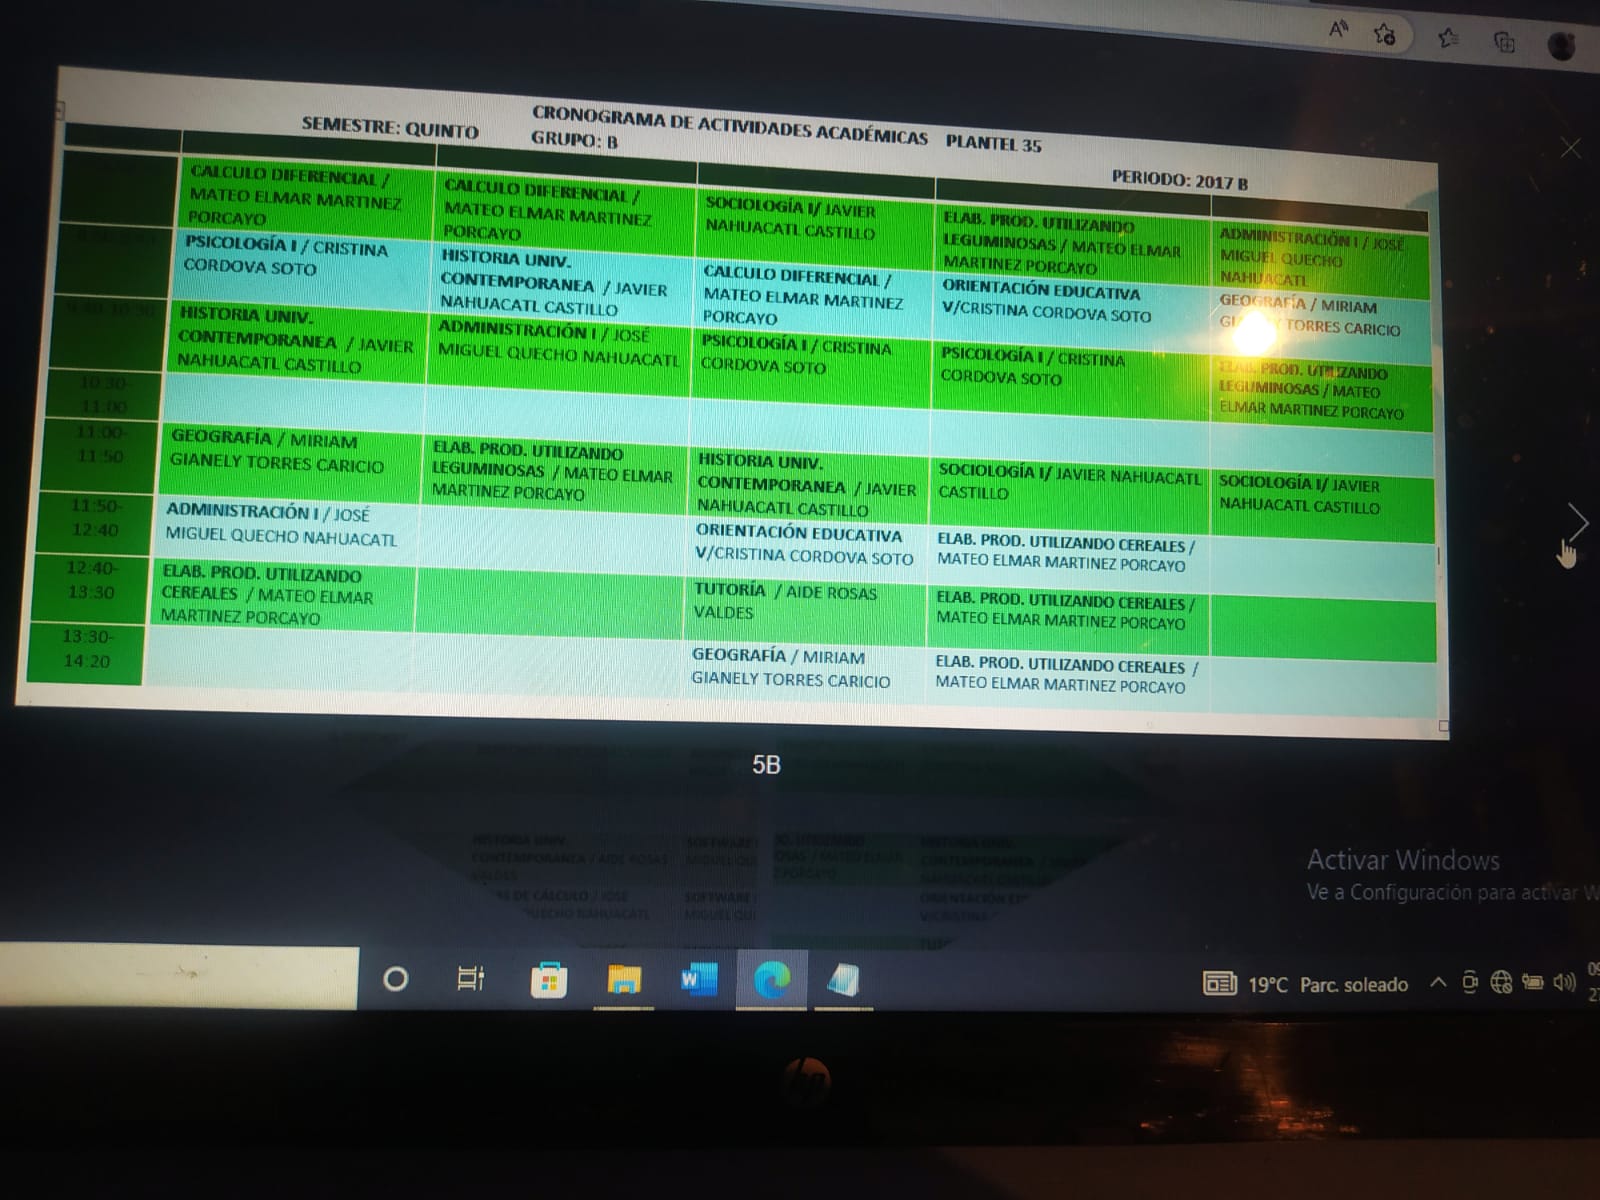 CRONOGRAMA DE ACTIVIDADES ACADÉMICAS PLANTEL 35
SEMESTRE: QUINTO GRUPO: B PERIODO: 2017 B
CALCULO DIFERENCIAL /
MATEO ELMAR MARTINEZ
PORCAYO
CALCULO DIFERENCIAL /
MATEO ELMAR MARTINEZ
PORCAYO
SOCIOLOGÍA I/ JAVIER
NAHUACATL CASTILLO
ELAB. PROD. UTILIZANDO
LEGUMINOSAS / MATEO ELMAR
MARTINEZ PORCAYO
ADMINISTRACIÓN I / JOSÉ
MIGUEL QUECHO
NAHUACATL
PSICOLOGÍA I / CRISTINA
CORDOVA SOTO
HISTORIA UNIV.
CONTEMPORANEA / JAVIER
NAHUACATL CASTILLO
CALCULO DIFERENCIAL /
MATEO ELMAR MARTINEZ
PORCAYO
ORIENTACIÓN EDUCATIVA
V/CRISTINA CORDOVA SOTO
GEOGRAFÍA / MIRIAM
TORRES CARICIO
HISTORIA UNIV.
CONTEMPORANEA / JAVIER
NAHUACATL CASTILLO
ADMINISTRACIÓN I / JOSÉ
MIGUEL QUECHO NAHUACATL
PSICOLOGÍA I / CRISTINA
CORDOVA SOTO
PSICOLOGÍA I / CRISTINA
CORDOVA SOTO
ELAB. PROD. UTILIZANDO
LEGUMINOSAS / MATEO
ELMAR MARTINEZ PORCAYO
10:30-
11:00
11:00-
11:50
GEOGRAFÍA / MIRIAM
GIANELY TORRES CARICIO
ELAB. PROD. UTILIZANDO
LEGUMINOSAS / MATEO ELMAR
MARTINEZ PORCAYO
HISTORIA UNIV.
CONTEMPORANEA / JAVIER
NAHUACATL CASTILLO
SOCIOLOGÍA I/ JAVIER NAHUACATL
CASTILLO
SOCIOLOGÍA I/ JAVIER
NAHUACATL CASTILLO
11:50-
12:40
ADMINISTRACIÓN I / JOSÉ
MIGUEL QUECHO NAHUACATL
ORIENTACIÓN EDUCATIVA
V/CRISTINA CORDOVA SOTO
ELAB. PROD. UTILIZANDO CEREALES /
MATEO ELMAR MARTINEZ PORCAYO
12:40-
13:30
ELAB. PROD. UTILIZANDO
CEREALES / MATEO ELMAR
MARTINEZ PORCAYO
TUTORÍA / AIDE ROSAS
VALDES
ELAB. PROD. UTILIZANDO CEREALES /
MATEO ELMAR MARTINEZ PORCAYO
13:30-
14:20
GEOGRAFÍA / MIRIAM
GIANELY TORRES CARICIO
ELAB. PROD. UTILIZANDO CEREALES /
MATEO ELMAR MARTINEZ PORCAYO
5B
HISTORIA UNIV.
CONTEMPORANEA / AIDE ROSAS
VALDES
Activar Windows
Ve a Configuración para activar
19°C Parc. soleado
hp